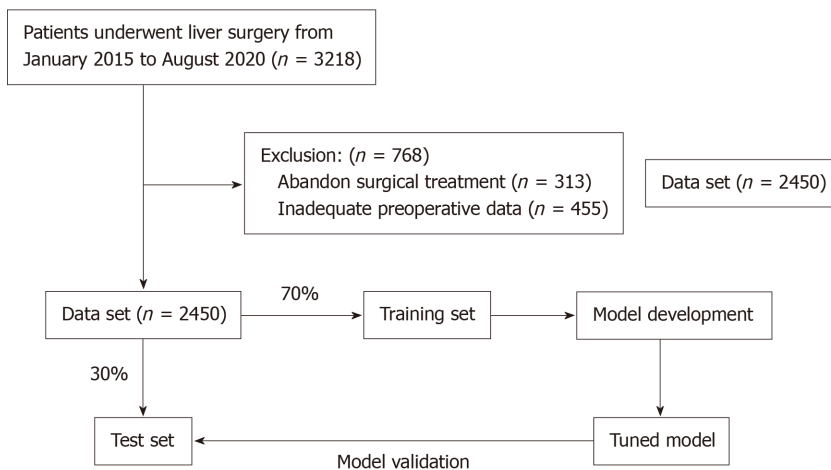 Patients underwent liver surgery from
January 2015 to August 2020 (n = 3218)
Exclusion: (n = 768)
Abandon surgical treatment (n = 313)
Inadequate preoperative data (n = 455)
Data set (n = 2450)
Data set (n = 2450)
70%
Training set
Model development
30%
Test set
Model validation
Tuned model